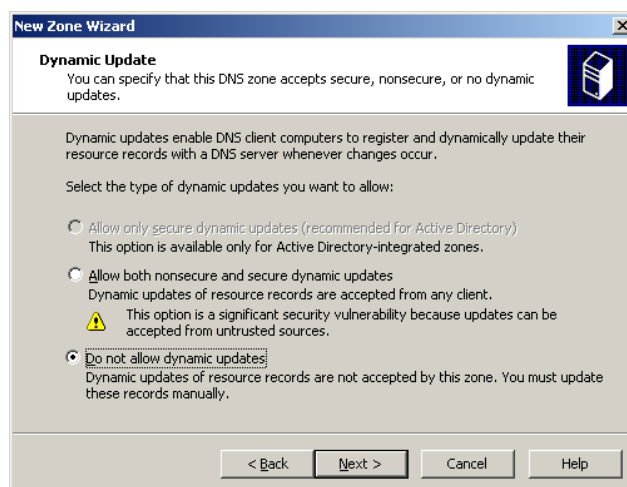 New Zone Wizard
Dynamic Update
You can specify that this DNS zone accepts secure, nonsecure, or no dynamic
updates.
Dynamic updates enable DNS client computers to register and dynamically update their
resource records with a DNS server whenever changes occur.
Select the type of dynamic updates you want to allow:
Allow only secure dynamic updates (recommended for Active Directory)
This option is available only for Active Directory-integrated zones.
Allow both nonsecure and secure dynamic updates
Dynamic updates of resource records are accepted from any client.
This option is a significant security vulnerability because updates can be
accepted from untrusted sources.
Do not allow dynamic updates
Dynamic updates of resource records are not accepted by this zone. You must update
these records manually.
< Back Next > Cancel Help